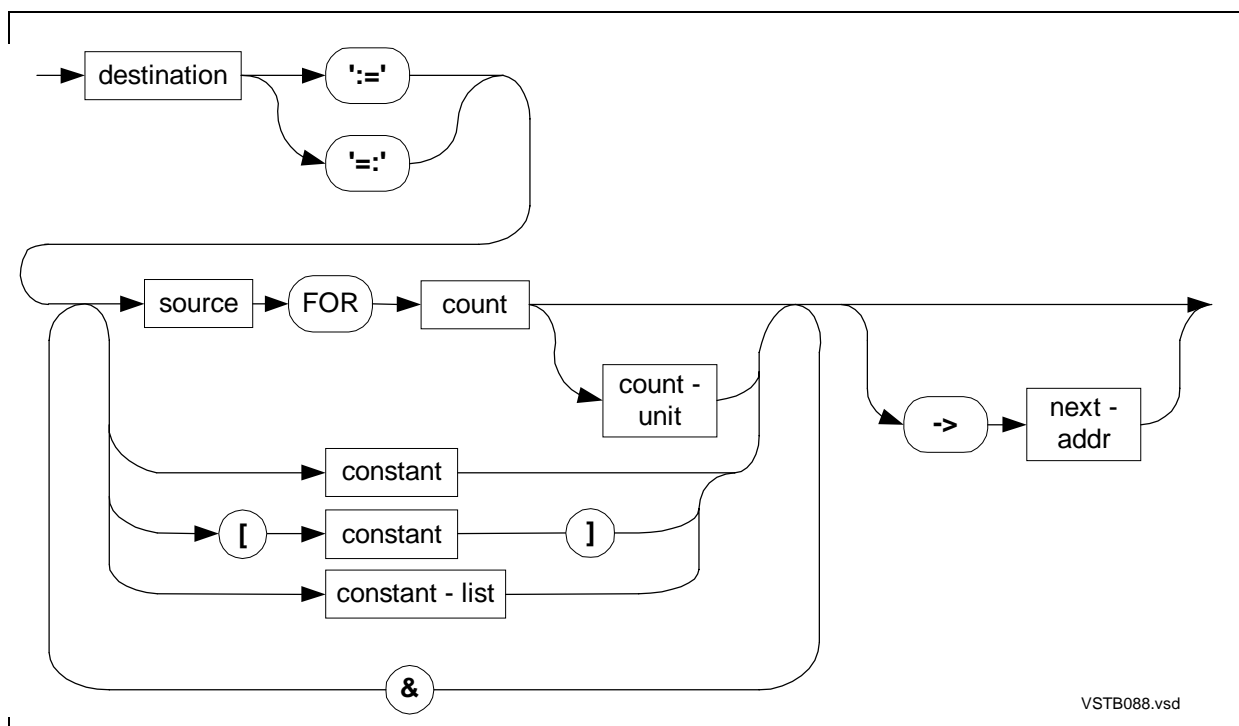 destination ':='
'=:'
source FOR count
count -
unit
-> next -
addr
constant
[ constant ]
constant - list
&
VSTB088.vsd